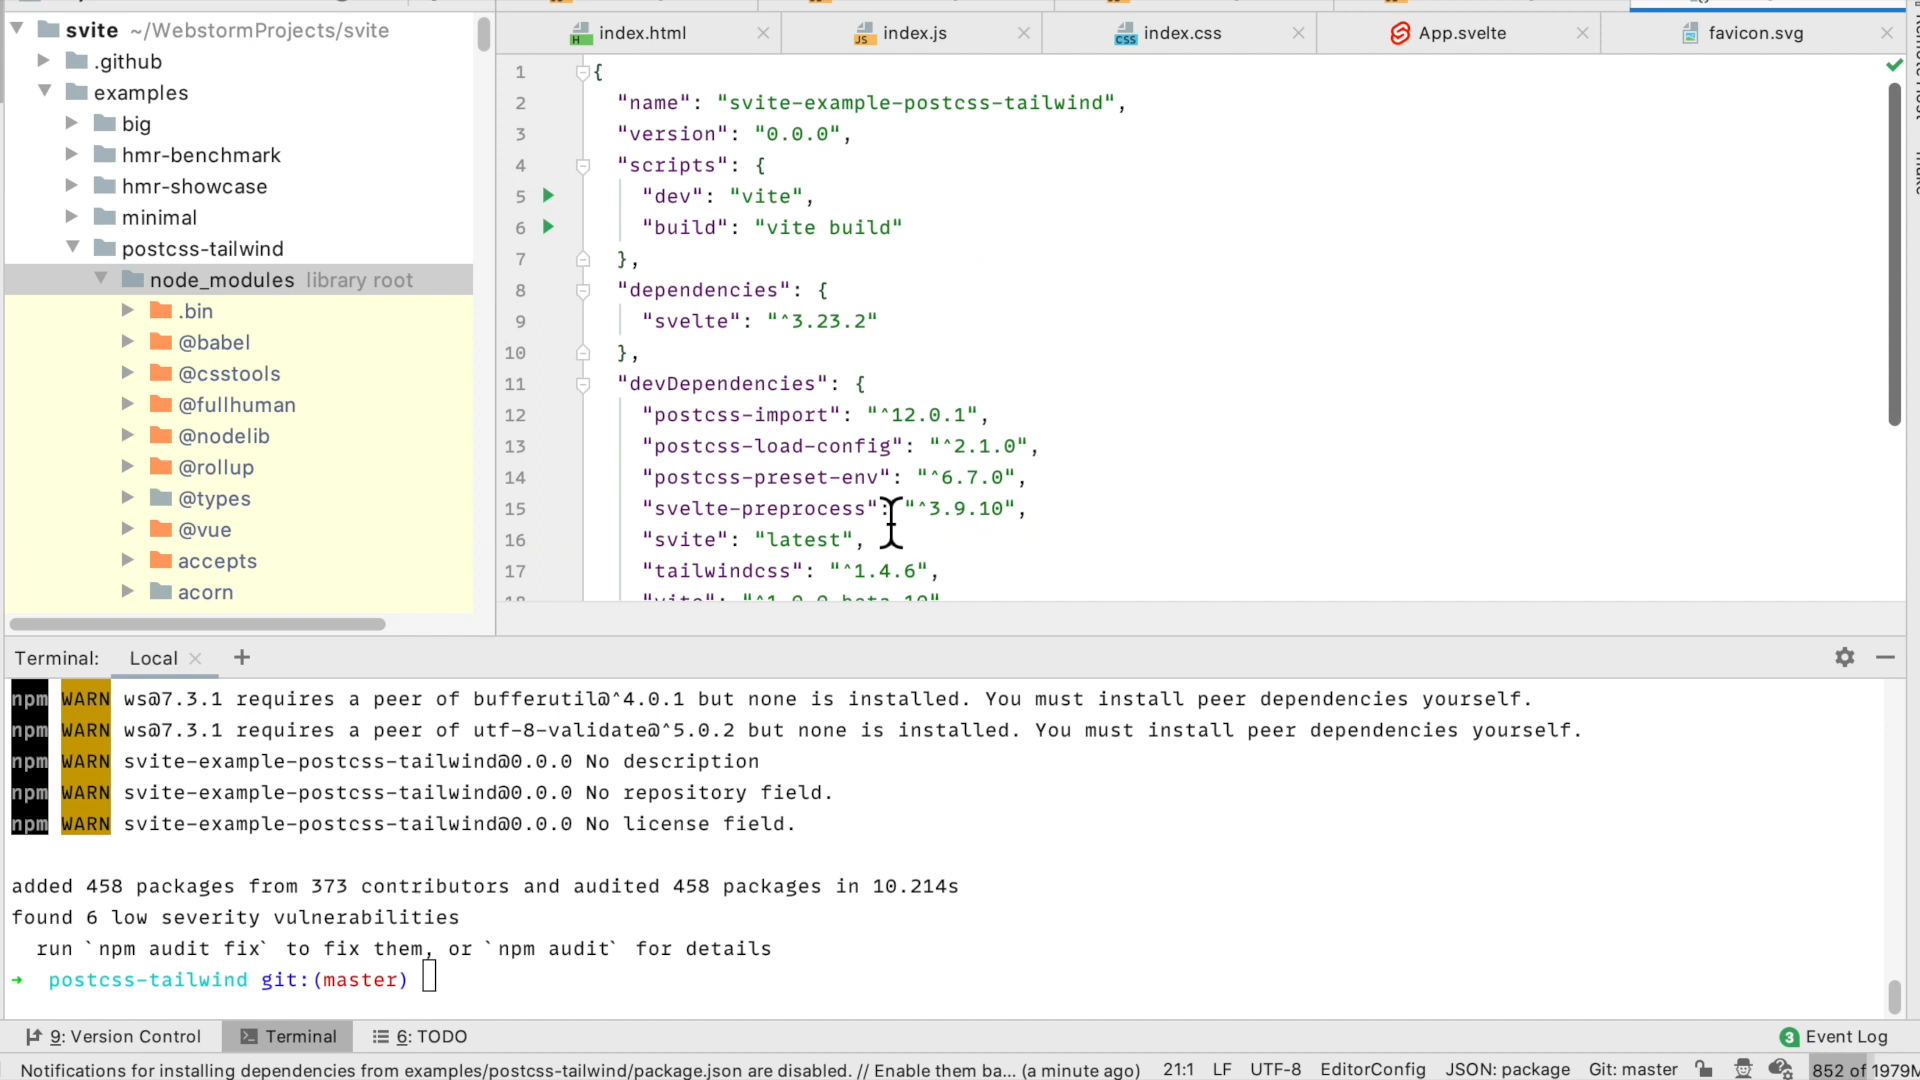 svite ~/WebstormProjects/svite
.github
examples
big
hmr-benchmark
hmr-showcase
minimal
postcss-tailwind
node_modules library root
.bin
@babel
@csstools
@fullhuman
@nodelib
@rollup
@types
@vue
accepts
acorn
index.html
index.js
index.css
App.svelte
favicon.svg
1 {
2 "name": "svite-example-postcss-tailwind",
3 "version": "0.0.0",
4 "scripts": {
5 "dev": "vite",
6 "build": "vite build"
7 },
8 "dependencies": {
9 "svelte": "^3.23.2"
10 },
11 "devDependencies": {
12 "postcss-import": "^12.0.1",
13 "postcss-load-config": "^2.1.0",
14 "postcss-preset-env": "^6.7.0",
15 "svelte-preprocess": "^3.9.10",
16 "svite": "latest",
17 "tailwindcss": "^1.4.6",
18 "vite": "^1.0.0-beta.10"
Terminal: Local +
npm WARN ws@7.3.1 requires a peer of bufferutil@^4.0.1 but none is installed. You must install peer dependencies yourself.
npm WARN ws@7.3.1 requires a peer of utf-8-validate@^5.0.2 but none is installed. You must install peer dependencies yourself.
npm WARN svite-example-postcss-tailwind@0.0.0 No description
npm WARN svite-example-postcss-tailwind@0.0.0 No repository field.
npm WARN svite-example-postcss-tailwind@0.0.0 No license field.
added 458 packages from 373 contributors and audited 458 packages in 10.214s
found 6 low severity vulnerabilities
run `npm audit fix` to fix them, or `npm audit` for details
➜ postcss-tailwind git:(master)
9: Version Control
Terminal
6: TODO
3 Event Log
Notifications for installing dependencies from examples/postcss-tailwind/package.json are disabled. // Enable them ba... (a minute ago) 21:1 LF UTF-8 EditorConfig JSON: package Git: master 852 of 1979M